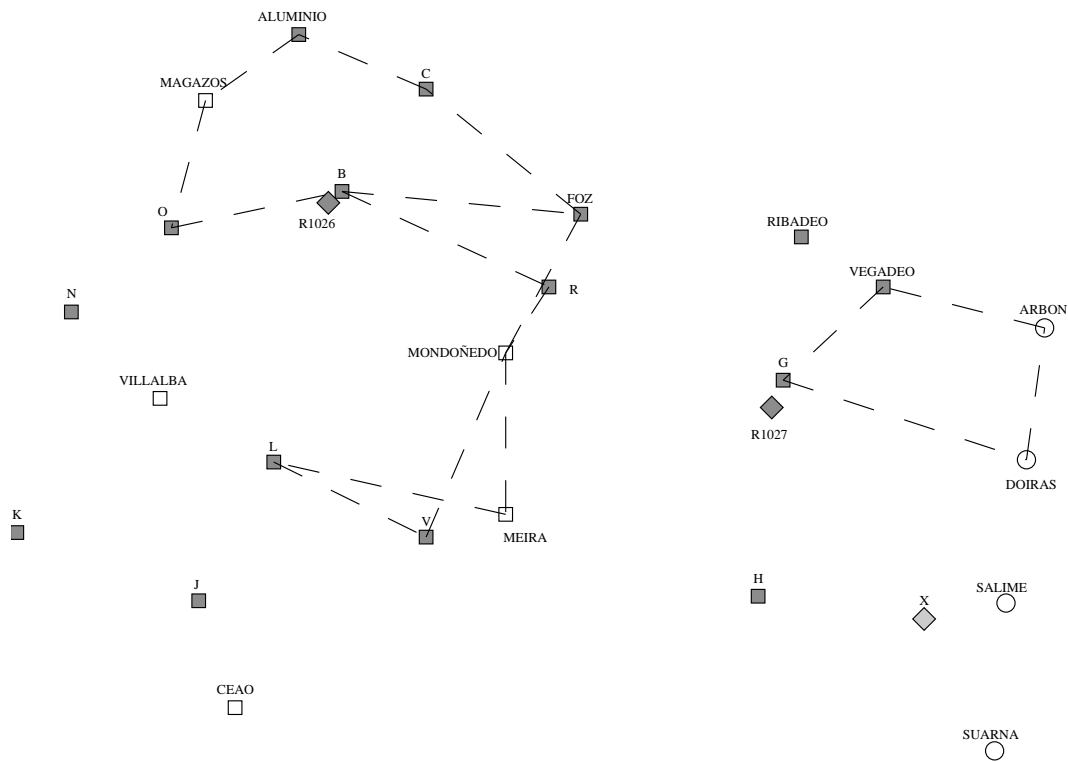 ALUMINIO
C
MAGAZOS
B
FOZ
O
R1026
RIBADEO
VEGADEO
N
R
ARBON
MONDOÑEDO
G
VILLALBA
R1027
L
DOIRAS
K
V
MEIRA
J
H
SALIME
X
CEAO
SUARNA